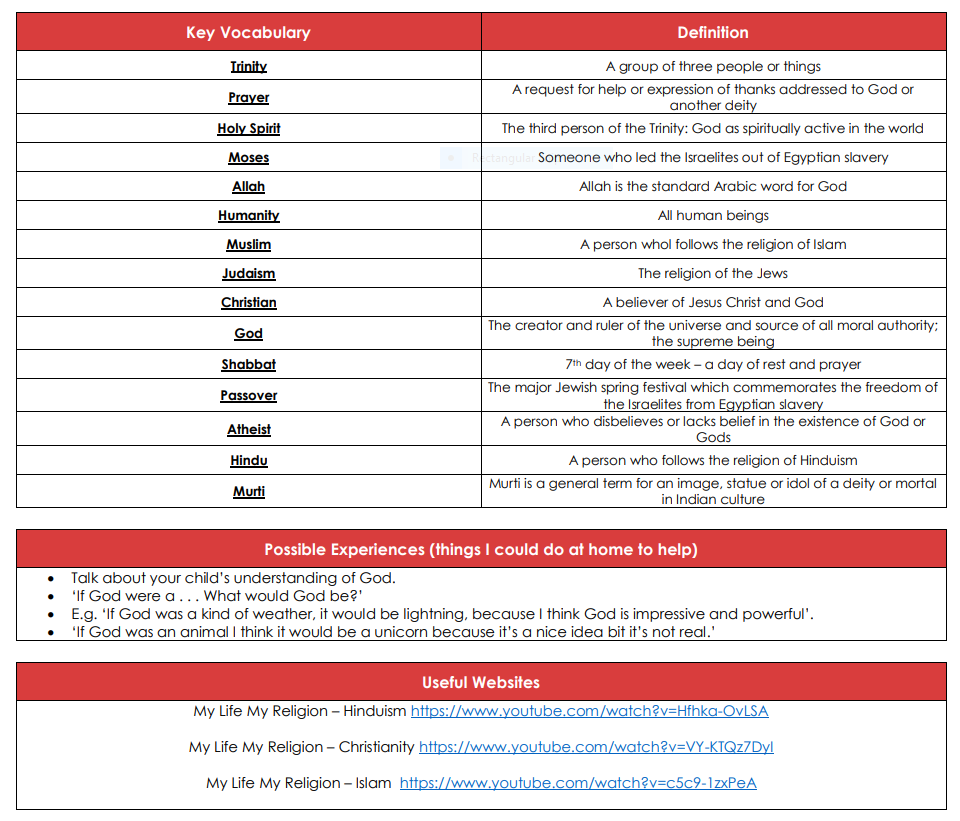 Key Vocabulary Definition
Trinity A group of three people or things
Prayer A request for help or expression of thanks addressed to God or
another deity
Holy Spirit The third person of the Trinity: God as spiritually active in the world
Moses Rectangular Someone who led the Israelites out of Egyptian slavery
Allah Allah is the standard Arabic word for God
Humanity All human beings
Muslim A person whol follows the religion of Islam
Judaism The religion of the Jews
Christian A believer of Jesus Christ and God
God The creator and ruler of the universe and source of all moral authority;
the supreme being
Shabbat 7th day of the week – a day of rest and prayer
Passover The major Jewish spring festival which commemorates the freedom of
the Israelites from Egyptian slavery
Atheist A person who disbelieves or lacks belief in the existence of God or
Gods
Hindu A person who follows the religion of Hinduism
Murti Murti is a general term for an image, statue or idol of a deity or mortal
in Indian culture
Possible Experiences (things I could do at home to help)
• Talk about your child's understanding of God.
• 'If God were a . . . What would God be?'
• E.g. 'If God was a kind of weather, it would be lightning, because I think God is impressive and powerful'.
• 'If God was an animal I think it would be a unicorn because it's a nice idea bit it's not real.'
Useful Websites
My Life My Religion – Hinduism https://www.youtube.com/watch?v=Hfhka-OvLSA
My Life My Religion – Christianity https://www.youtube.com/watch?v=VY-KTQz7DyI
My Life My Religion – Islam https://www.youtube.com/watch?v=c5c9-1zxPeA